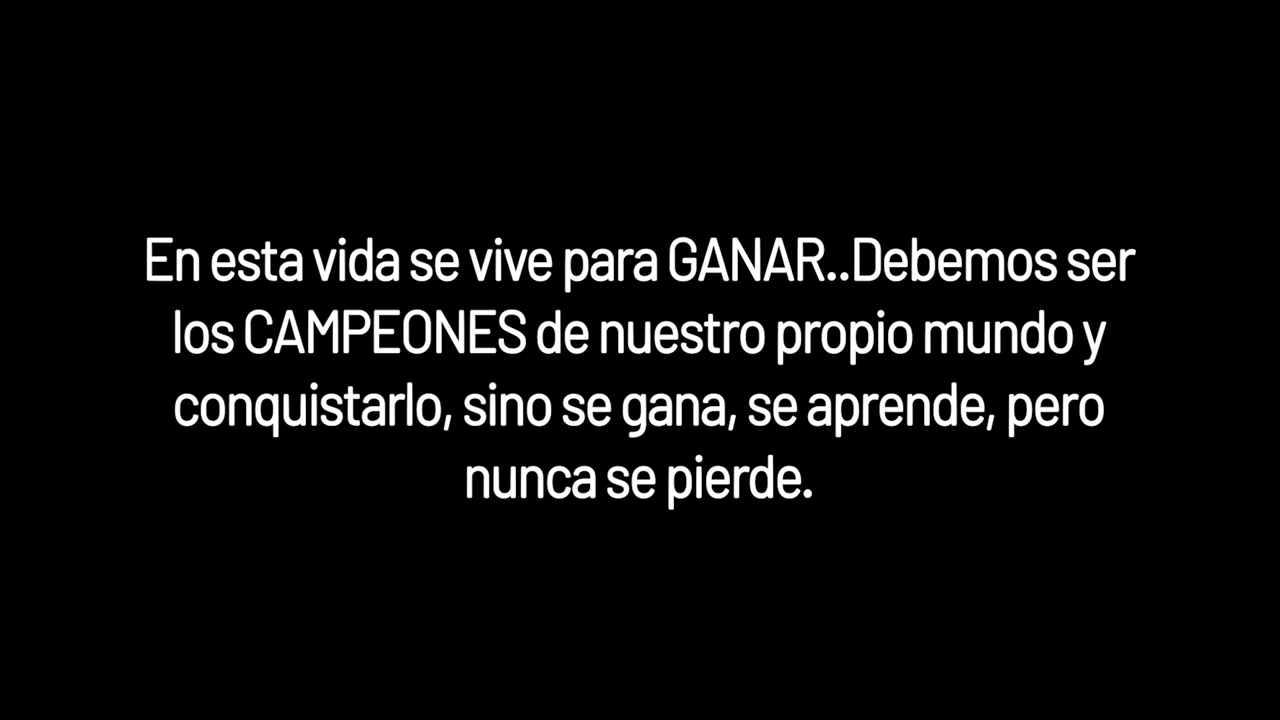 En esta vida se vive para GANAR..Debemos ser
los CAMPEONES de nuestro propio mundo y
conquistarlo, sino se gana, se aprende, pero
nunca se pierde.